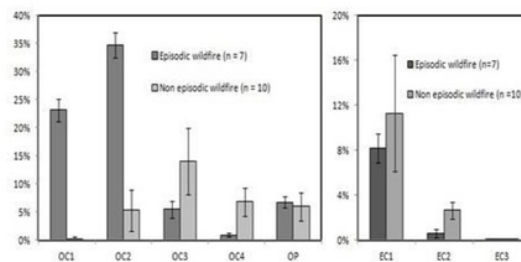 40%
35%
30%
25%
20%
15%
10%
5%
0%
Episodic wildfire (n = 7)
Non episodic wildfire (n = 10)
OC1 OC2 OC3 OC4 OP
20%
16%
12%
8%
4%
0%
Episodic wildfire (n=7)
Non episodic wildfire (n =10)
EC1 EC2 EC3